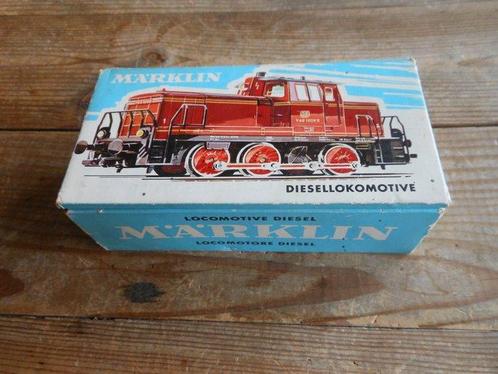 MÄRKLIN
DIESELLOKOMOTIVE
LOCOMOTIVE DIESEL
MÄRKLIN
LOCOMOTORE DIESEL